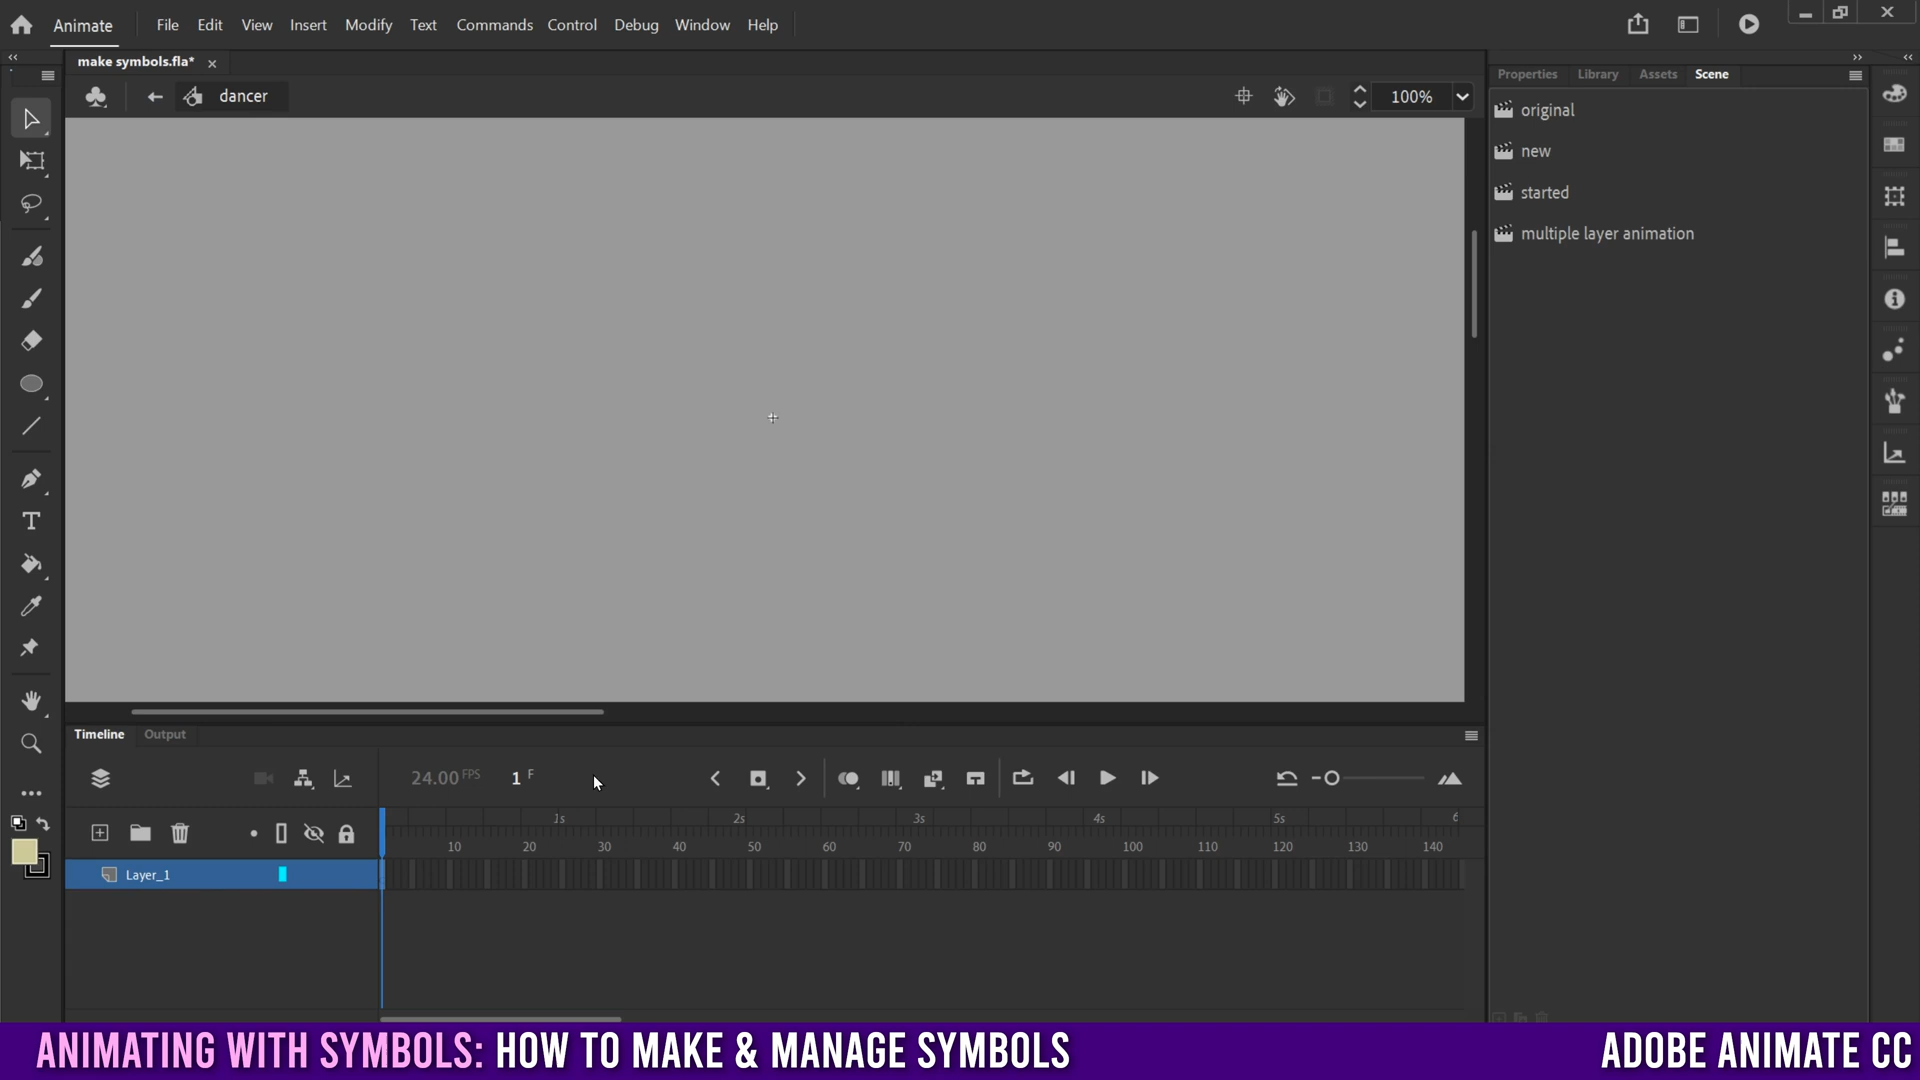 Animate File Edit View Insert Modify Text Commands Control Debug Window Help
make symbols.fla*
dancer 100%
Properties Library Assets Scene
original
new
started
multiple layer animation
Timeline Output
24.00 FPS 1 F
1s 2s 3s 4s 5s 6
10 20 30 40 50 60 70 80 90 100 110 120 130 140
Layer_1
ANIMATING WITH SYMBOLS: HOW TO MAKE & MANAGE SYMBOLS ADOBE ANIMATE CC